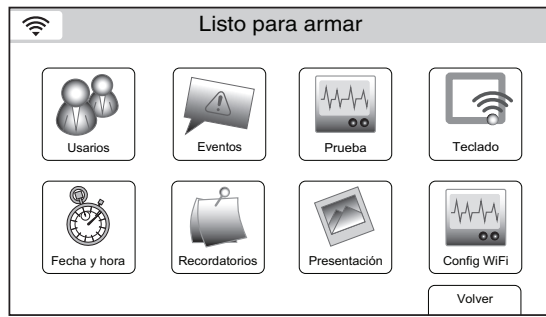 Listo para armar
Usarios
Eventos
Prueba
Teclado
Fecha y hora
Recordatorios
Presentación
Config WiFi
Volver